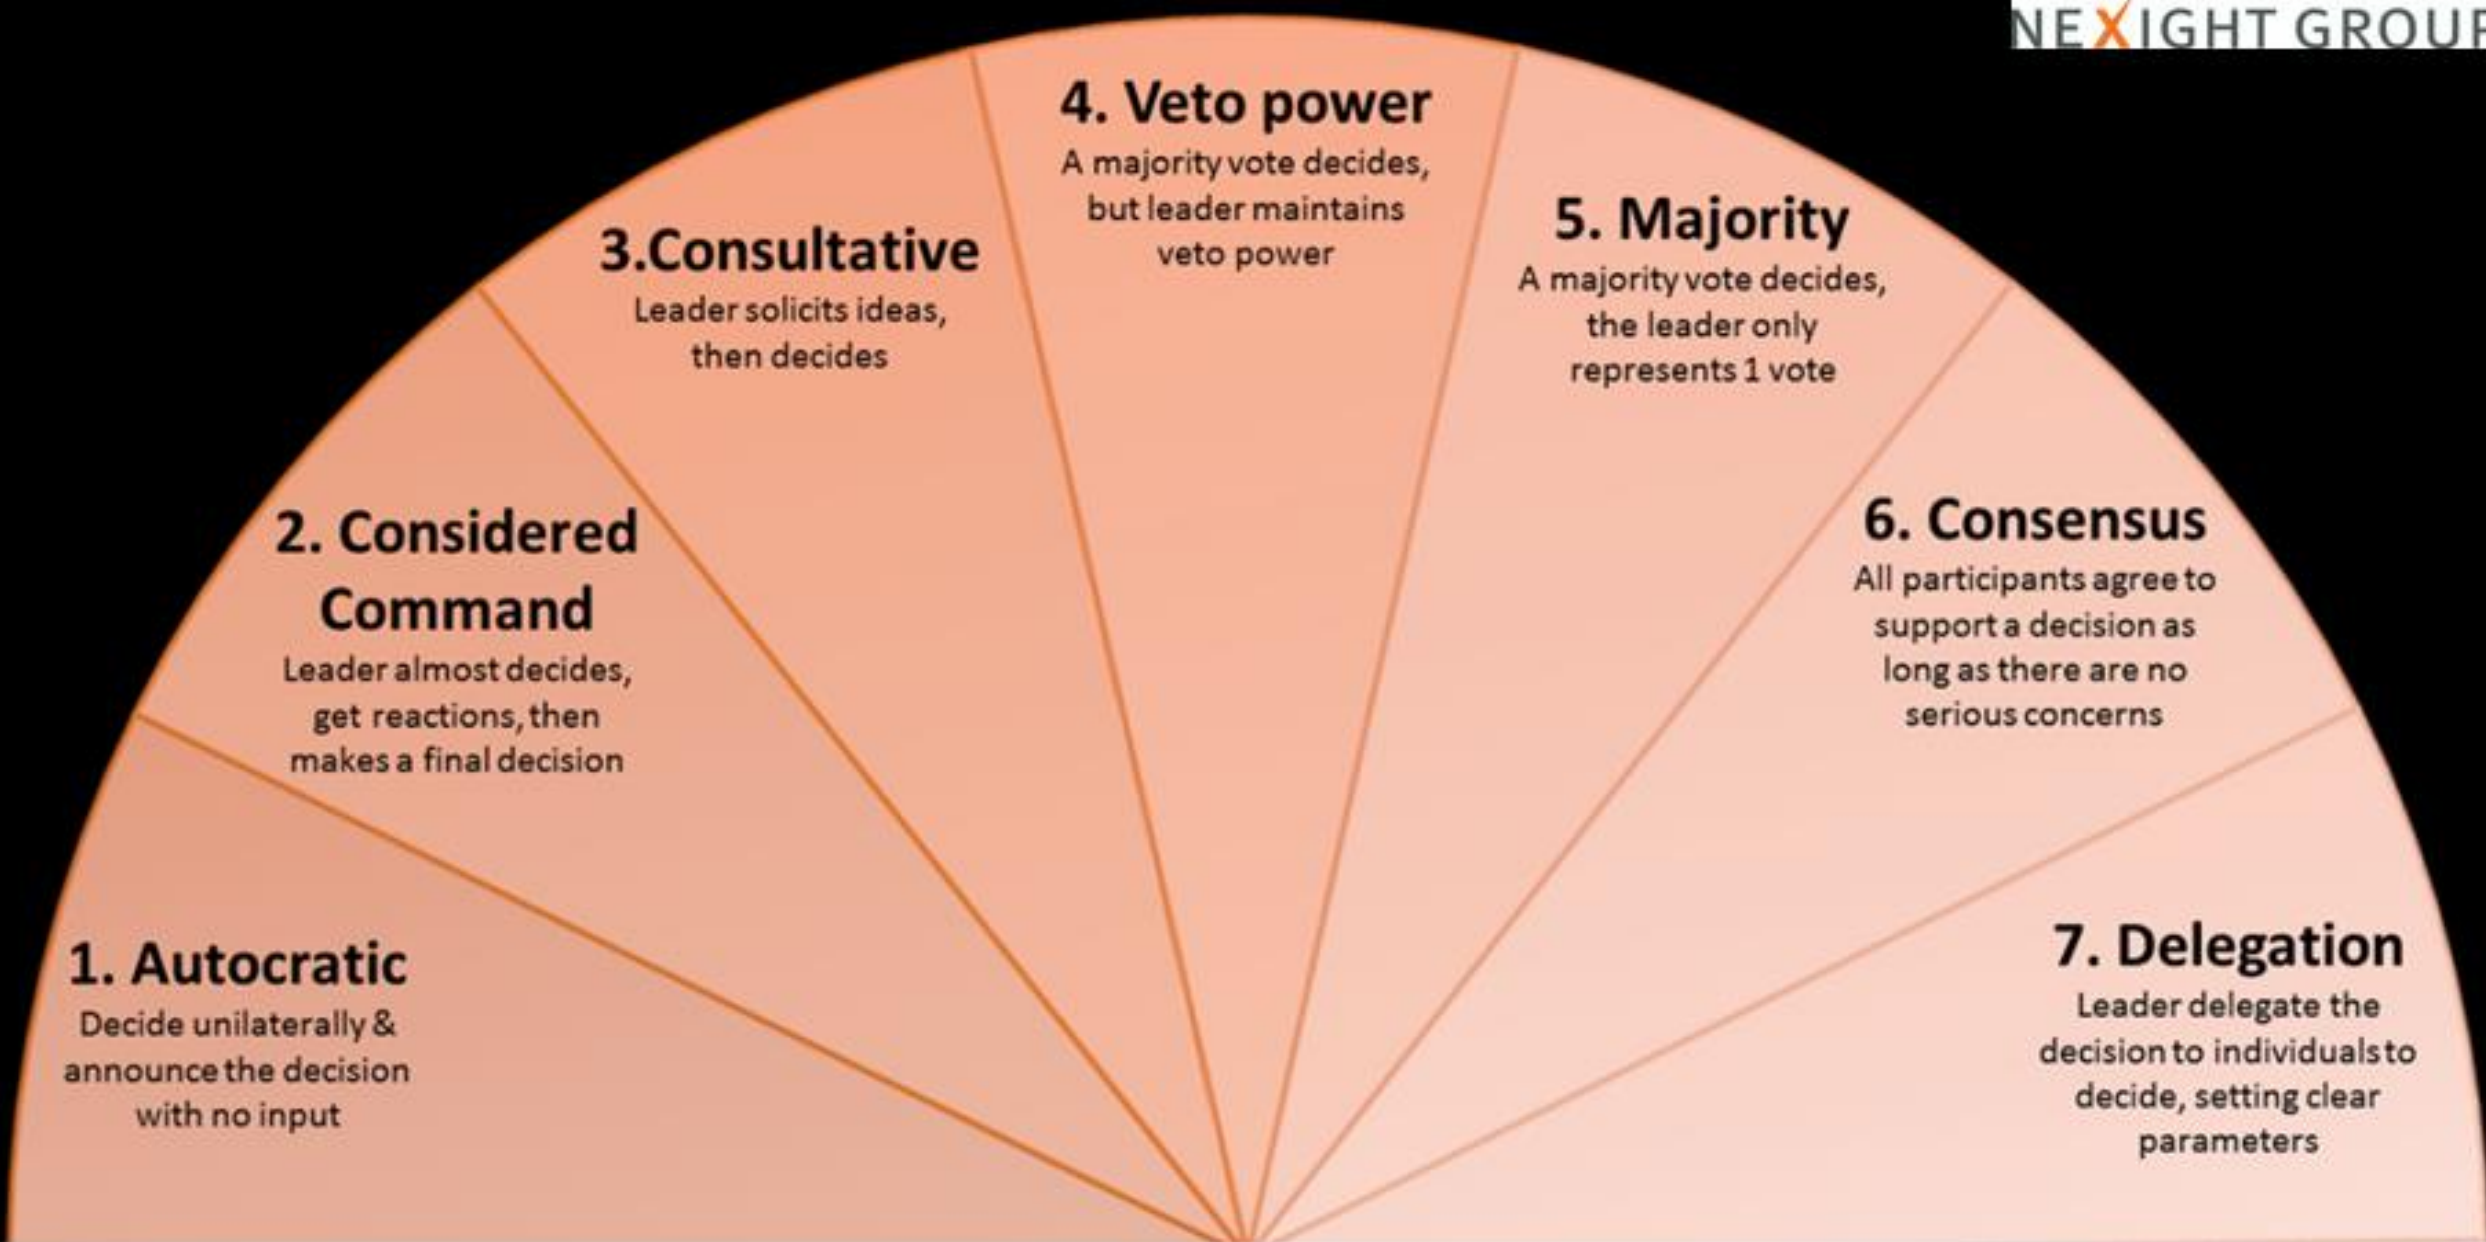 NEXIGHT GROUP
1. Autocratic
Decide unilaterally &
announce the decision
with no input
2. Considered
Command
Leader almost decides,
get reactions, then
makes a final decision
3.Consultative
Leader solicits ideas,
then decides
4. Veto power
A majority vote decides,
but leader maintains
veto power
5. Majority
A majority vote decides,
the leader only
represents 1 vote
6. Consensus
All participants agree to
support a decision as
long as there are no
serious concerns
7. Delegation
Leader delegate the
decision to individuals to
decide, setting clear
parameters